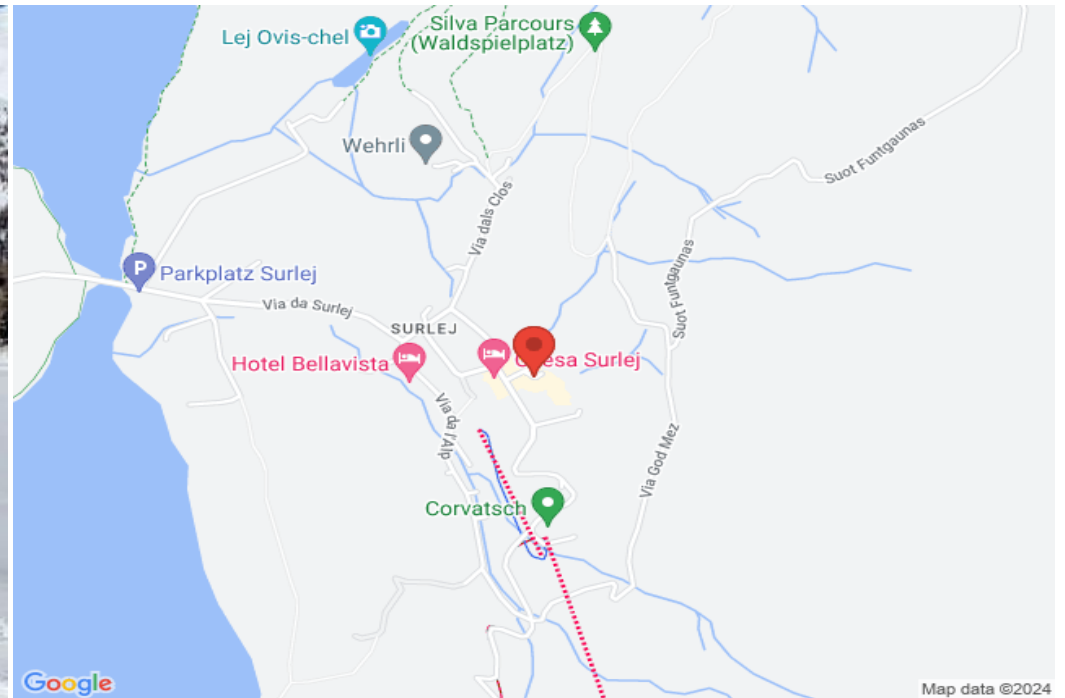 Lej Ovis-chel
Silva Parcours
(Waldspielplatz)
Wehrli
Suot Funtgaunas
Via dals Clos
P
Parkplatz Surlej
Via da Surlej
SURLEJ
Suot Funtgaunas
Hotel Bellavista
Surlej
Via da l'Alp
Via God Mez
Corvatsch
Google
Map data ©2024